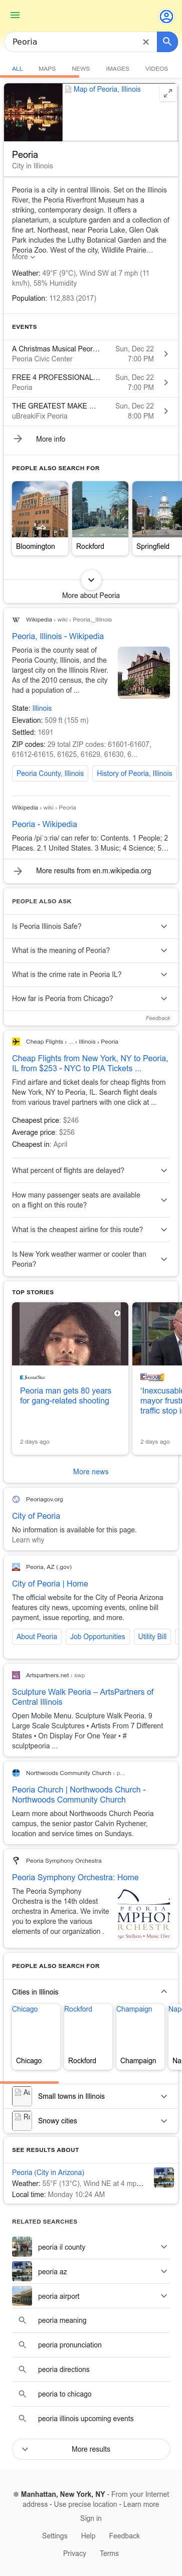 Peoria
ALL
MAPS
NEWS
IMAGES
VIDEOS
Map of Peoria, Illinois
Peoria
City in Illinois
Peoria is a city in central Illinois. Set on the Illinois
River, the Peoria Riverfront Museum has a
striking, contemporary design. It offers a
planetarium, a sculpture garden and a collection of
fine art. Northeast, near Peoria Lake, Glen Oak
Park includes the Luthy Botanical Garden and the
Peoria Zoo. West of the city, Wildlife Prairie…
More
Weather: 49°F (9°C), Wind SW at 7 mph (11
km/h), 58% Humidity
Population: 112,883 (2017)
EVENTS
A Christmas Musical Peor…
Sun, Dec 22
Peoria Civic Center
7:00 PM
FREE 4 PROFESSIONAL…
Sun, Dec 22
Peoria
7:00 PM
THE GREATEST MAKE …
Sun, Dec 22
uBreakiFix Peoria
8:00 PM
More info
PEOPLE ALSO SEARCH FOR
Bloomington
Rockford
Springfield
More about Peoria
Wikipedia › wiki › Peoria,_Illinois
Peoria, Illinois - Wikipedia
Peoria is the county seat of
Peoria County, Illinois, and the
largest city on the Illinois River.
As of the 2010 census, the city
had a population of ...
State: Illinois
Elevation: 509 ft (155 m)
Settled: 1691
ZIP codes: 29 total ZIP codes: 61601-61607,
61612-61615, 61625, 61629, 61630, 6...
Peoria County, Illinois
History of Peoria, Illinois
Wikipedia › wiki › Peoria
Peoria - Wikipedia
Peoria /piˈɔːriə/ can refer to: Contents. 1 People; 2
Places. 2.1 United States. 3 Music; 4 Science; 5...
More results from en.m.wikipedia.org
PEOPLE ALSO ASK
Is Peoria Illinois Safe?
What is the meaning of Peoria?
What is the crime rate in Peoria IL?
How far is Peoria from Chicago?
Feedback
Cheap Flights › ... › Illinois › Peoria
Cheap Flights from New York, NY to Peoria,
IL from $253 - NYC to PIA Tickets ...
Find airfare and ticket deals for cheap flights from
New York, NY to Peoria, IL. Search flight deals
from various travel partners with one click at ...
Cheapest price: $246
Average price: $256
Cheapest in: April
What percent of flights are delayed?
How many passenger seats are available
on a flight on this route?
What is the cheapest airline for this route?
Is New York weather warmer or cooler than
Peoria?
TOP STORIES
Peoria man gets 80 years
for gang-related shooting
2 days ago
'Inexcusable
mayor frustr
traffic stop i
2 days ago
More news
Peoriagov.org
City of Peoria
No information is available for this page.
Learn why
Peoria, AZ (.gov)
City of Peoria | Home
The official website for the City of Peoria Arizona
features city news, upcoming events, online bill
payment, issue reporting, and more.
About Peoria
Job Opportunities
Utility Bill
Artspartners.net › swp
Sculpture Walk Peoria – ArtsPartners of
Central Illinois
Open Mobile Menu. Sculpture Walk Peoria. 9
Large Scale Sculptures • Artists From 7 Different
States • On Display For One Year • #
sculptpeoria ...
Northwoods Community Church › p...
Peoria Church | Northwoods Church -
Northwoods Community Church
Learn more about Northwoods Church Peoria
campus, the senior pastor Calvin Rychener,
location and service times on Sundays.
Peoria Symphony Orchestra
Peoria Symphony Orchestra: Home
The Peoria Symphony
Orchestra is the 14th oldest
orchestra in America. We invite
you to explore the various
elements of our organization .
PEORIA
MPHON
RCHESTR
PEOPLE ALSO SEARCH FOR
Cities in Illinois
Chicago
Rockford
Champaign
Nap
Chicago
Rockford
Champaign
Na
Small towns in Illinois
Snowy cities
SEE RESULTS ABOUT
Peoria (City in Arizona)
Weather: 55°F (13°C), Wind NE at 4 mp…
Local time: Monday 10:24 AM
RELATED SEARCHES
peoria il county
peoria az
peoria airport
peoria meaning
peoria pronunciation
peoria directions
peoria to chicago
peoria illinois upcoming events
More results
Manhattan, New York, NY - From your Internet
address - Use precise location - Learn more
Sign in
Settings
Help
Feedback
Privacy
Terms